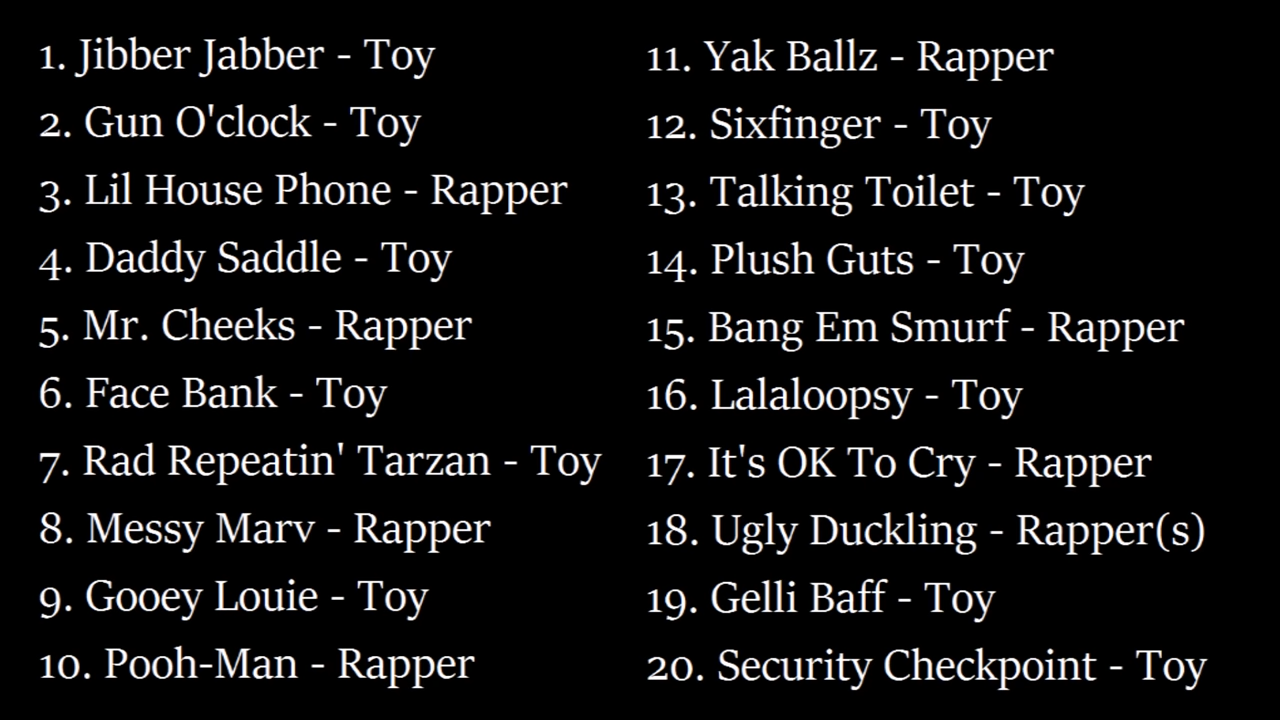 1. Jibber Jabber - Toy
2. Gun O'clock - Toy
3. Lil House Phone - Rapper
4. Daddy Saddle - Toy
5. Mr. Cheeks - Rapper
6. Face Bank - Toy
7. Rad Repeatin' Tarzan - Toy
8. Messy Marv - Rapper
9. Gooey Louie - Toy
10. Pooh-Man - Rapper
11. Yak Ballz - Rapper
12. Sixfinger - Toy
13. Talking Toilet - Toy
14. Plush Guts - Toy
15. Bang Em Smurf - Rapper
16. Lalaloopsy - Toy
17. It's OK To Cry - Rapper
18. Ugly Duckling - Rapper(s)
19. Gelli Baff - Toy
20. Security Checkpoint - Toy